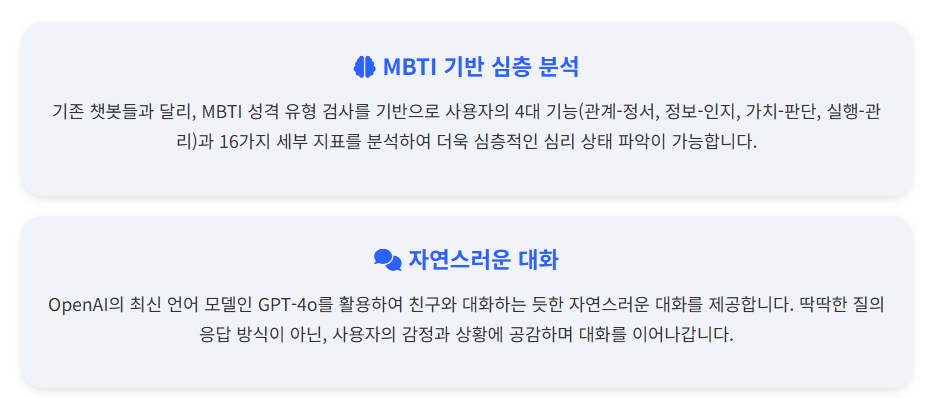 MBTI 기반 심층 분석
기존 챗봇들과 달리, MBTI 성격 유형 검사를 기반으로 사용자의 4대 기능(관계-정서, 정보-인지, 가치-판단, 실행-관
리)과 16가지 세부 지표를 분석하여 더욱 심층적인 심리 상태 파악이 가능합니다.
자연스러운 대화
OpenAI의 최신 언어 모델인 GPT-4o를 활용하여 친구와 대화하는 듯한 자연스러운 대화를 제공합니다. 딱딱한 질의
응답 방식이 아닌, 사용자의 감정과 상황에 공감하며 대화를 이어나갑니다.